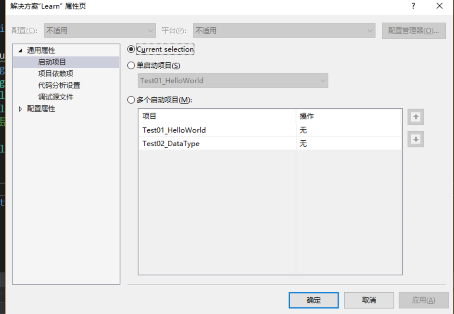 解决方案"Learn" 属性页
? ×
配置(C): 不适用 平台(P): 不适用 配置管理器(O)...
通用属性
启动项目
项目依赖项
代码分析设置
调试源文件
配置属性
Current selection
单启动项目(S)
Test01_HelloWorld
多个启动项目(M):
项目 操作
Test01_HelloWorld 无
Test02_DataType 无
确定 取消 应用(A)